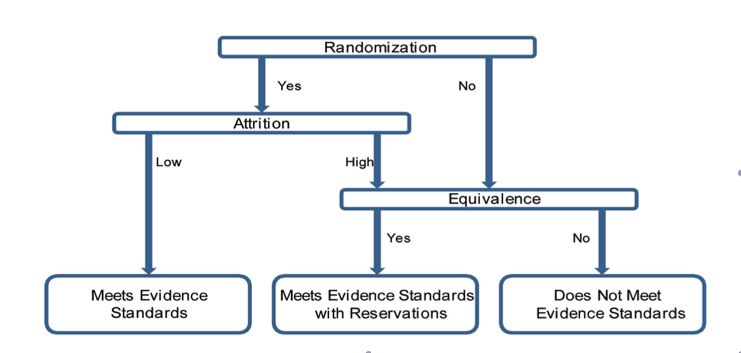 Randomization
Yes
No
Attrition
Low
High
Equivalence
Yes
No
Meets Evidence
Standards
Meets Evidence Standards
with Reservations
Does Not Meet
Evidence Standards